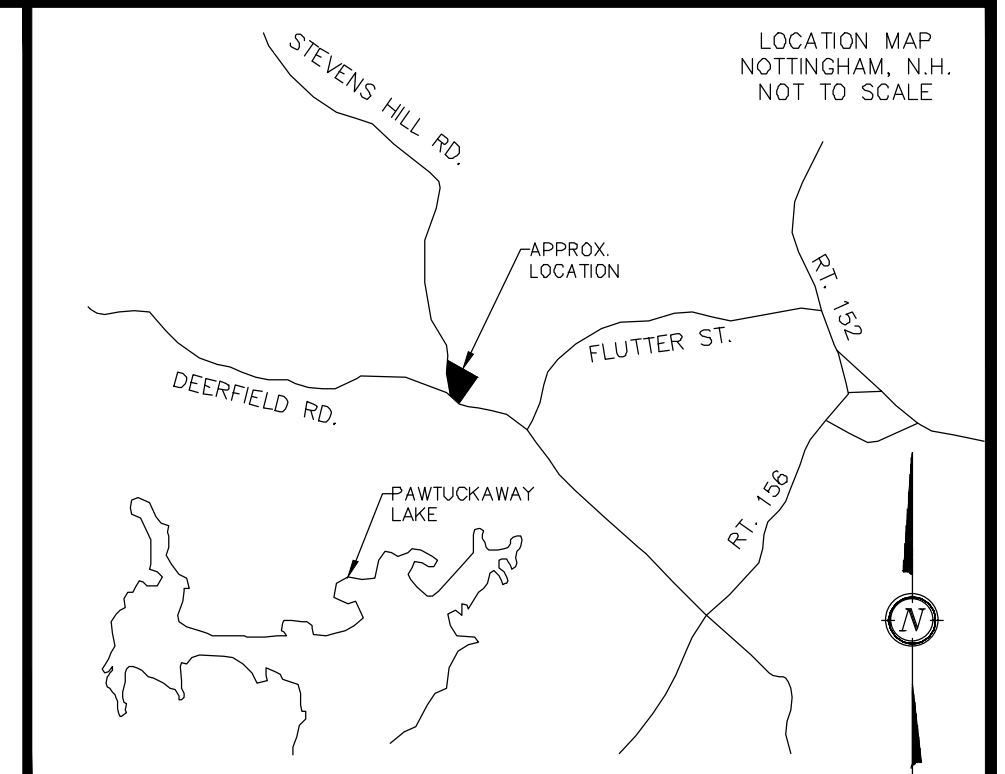 LOCATION MAP
NOTTINGHAM, N.H.
NOT TO SCALE
STEVENS HILL RD.
APPROX.
LOCATION
RT. 152
FLUTTER ST.
DEERFIELD RD.
RT. 156
PAWTUCKAWAY
LAKE
N